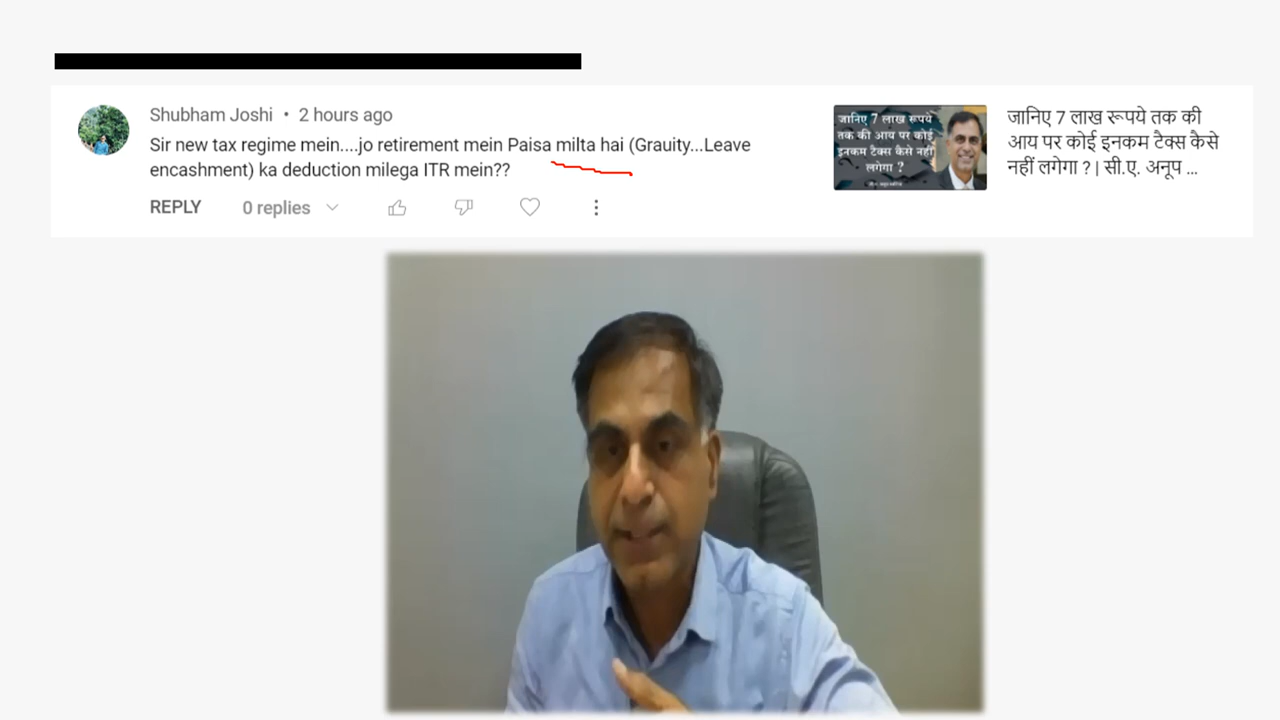 Shubham Joshi • 2 hours ago
Sir new tax regime mein....jo retirement mein Paisa milta hai (Grauity...Leave
encashment) ka deduction milega ITR mein??
REPLY 0 replies
जानिए 7 लाख रूपये
तक की आय पर कोई
इनकम टैक्स कैसे नहीं
लगेगा ?
जानिए 7 लाख रूपये तक की
आय पर कोई इनकम टैक्स कैसे
नहीं लगेगा ? | सी.ए. अनूप ...